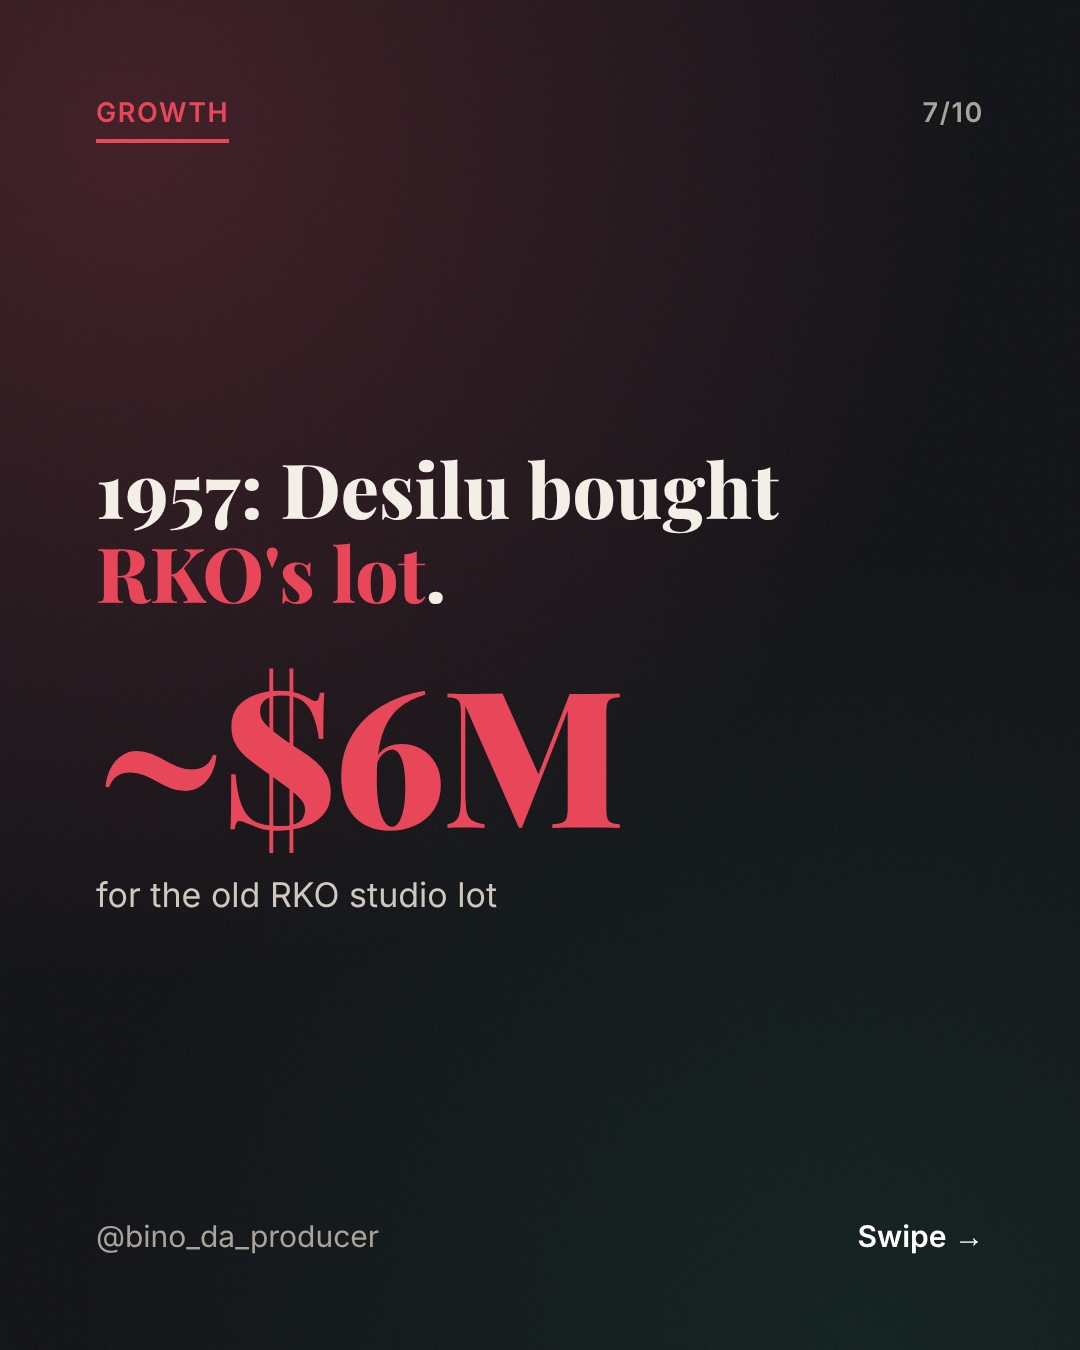 GROWTH
7/10
1957: Desilu bought
RKO's lot.
~$6M
for the old RKO studio lot
@bino_da_producer
Swipe →